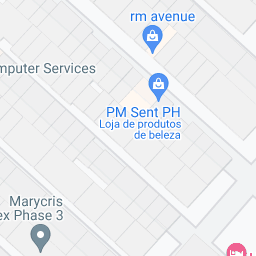 rm avenue
mputer Services
PM Sent PH
Loja de produtos
de beleza
Marycris
ex Phase 3